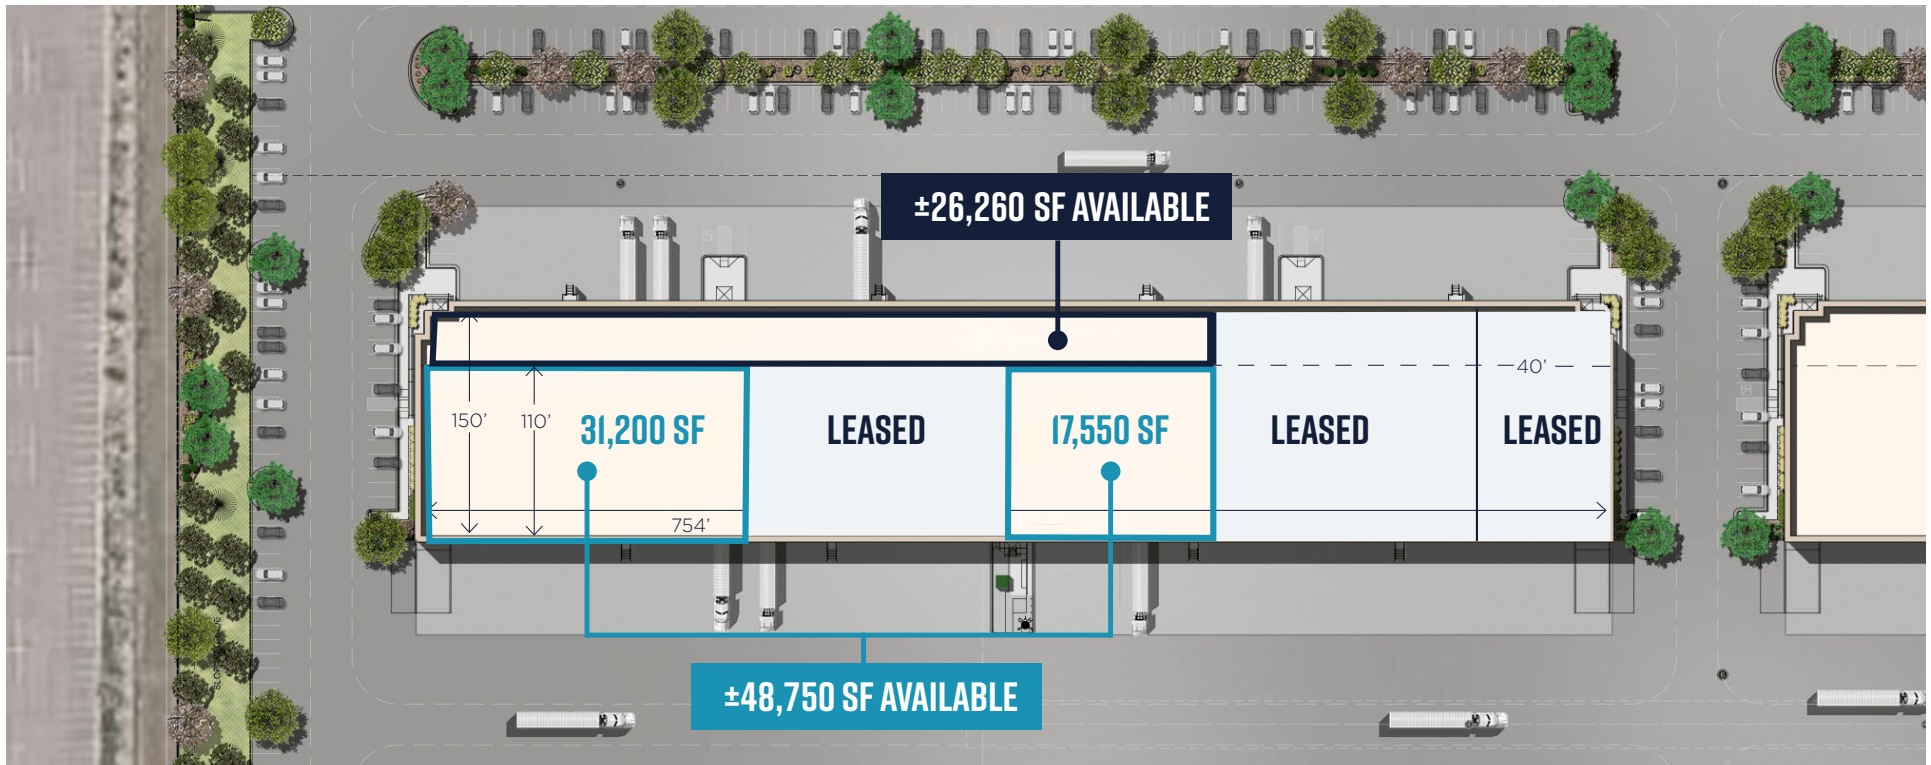 ±26,260 SF AVAILABLE
40'
150'
110'
31,200 SF
LEASED
17,550 SF
LEASED
LEASED
754'
±48,750 SF AVAILABLE